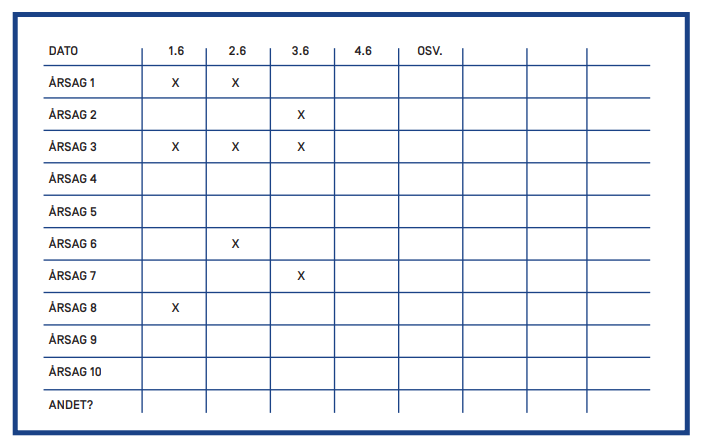 DATO 1.6 2.6 3.6 4.6 OSV.
ÅRSAG 1 X X
ÅRSAG 2 X
ÅRSAG 3 X X X
ÅRSAG 4
ÅRSAG 5
ÅRSAG 6 X
ÅRSAG 7 X
ÅRSAG 8 X
ÅRSAG 9
ÅRSAG 10
ANDET?